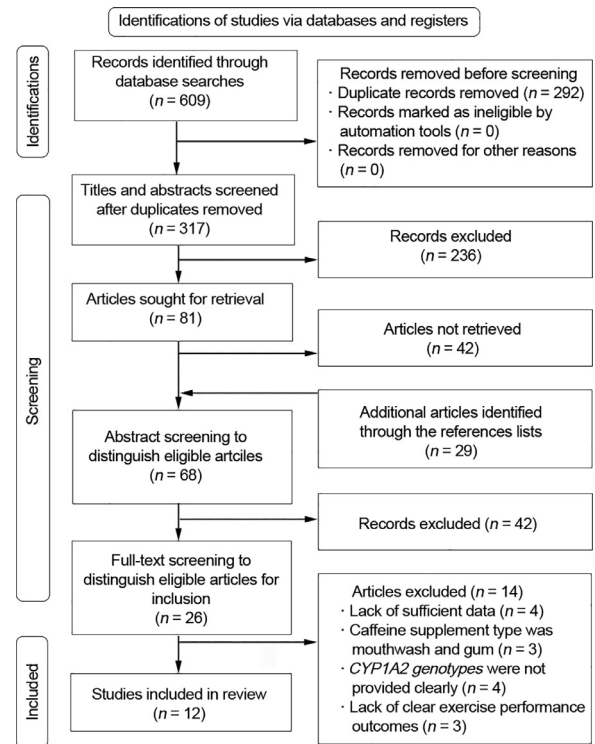 Identifications of studies via databases and registers
Identifications
Records identified through
database searches
(n = 609)
Records removed before screening
· Duplicate records removed (n = 292)
· Records marked as ineligible by
automation tools (n = 0)
· Records removed for other reasons
(n = 0)
Screening
Titles and abstracts screened
after duplicates removed
(n = 317)
Records excluded
(n = 236)
Articles sought for retrieval
(n = 81)
Articles not retrieved
(n = 42)
Additional articles identified
through the references lists
(n = 29)
Abstract screening to
distinguish eligible artciles
(n = 68)
Records excluded (n = 42)
Full-text screening to
distinguish eligible articles for
inclusion
(n = 26)
Articles excluded (n = 14)
· Lack of sufficient data (n = 4)
· Caffeine supplement type was
mouthwash and gum (n = 3)
· CYP1A2 genotypes were not
provided clearly (n = 4)
· Lack of clear exercise performance
outcomes (n = 3)
Included
Studies included in review
(n = 12)